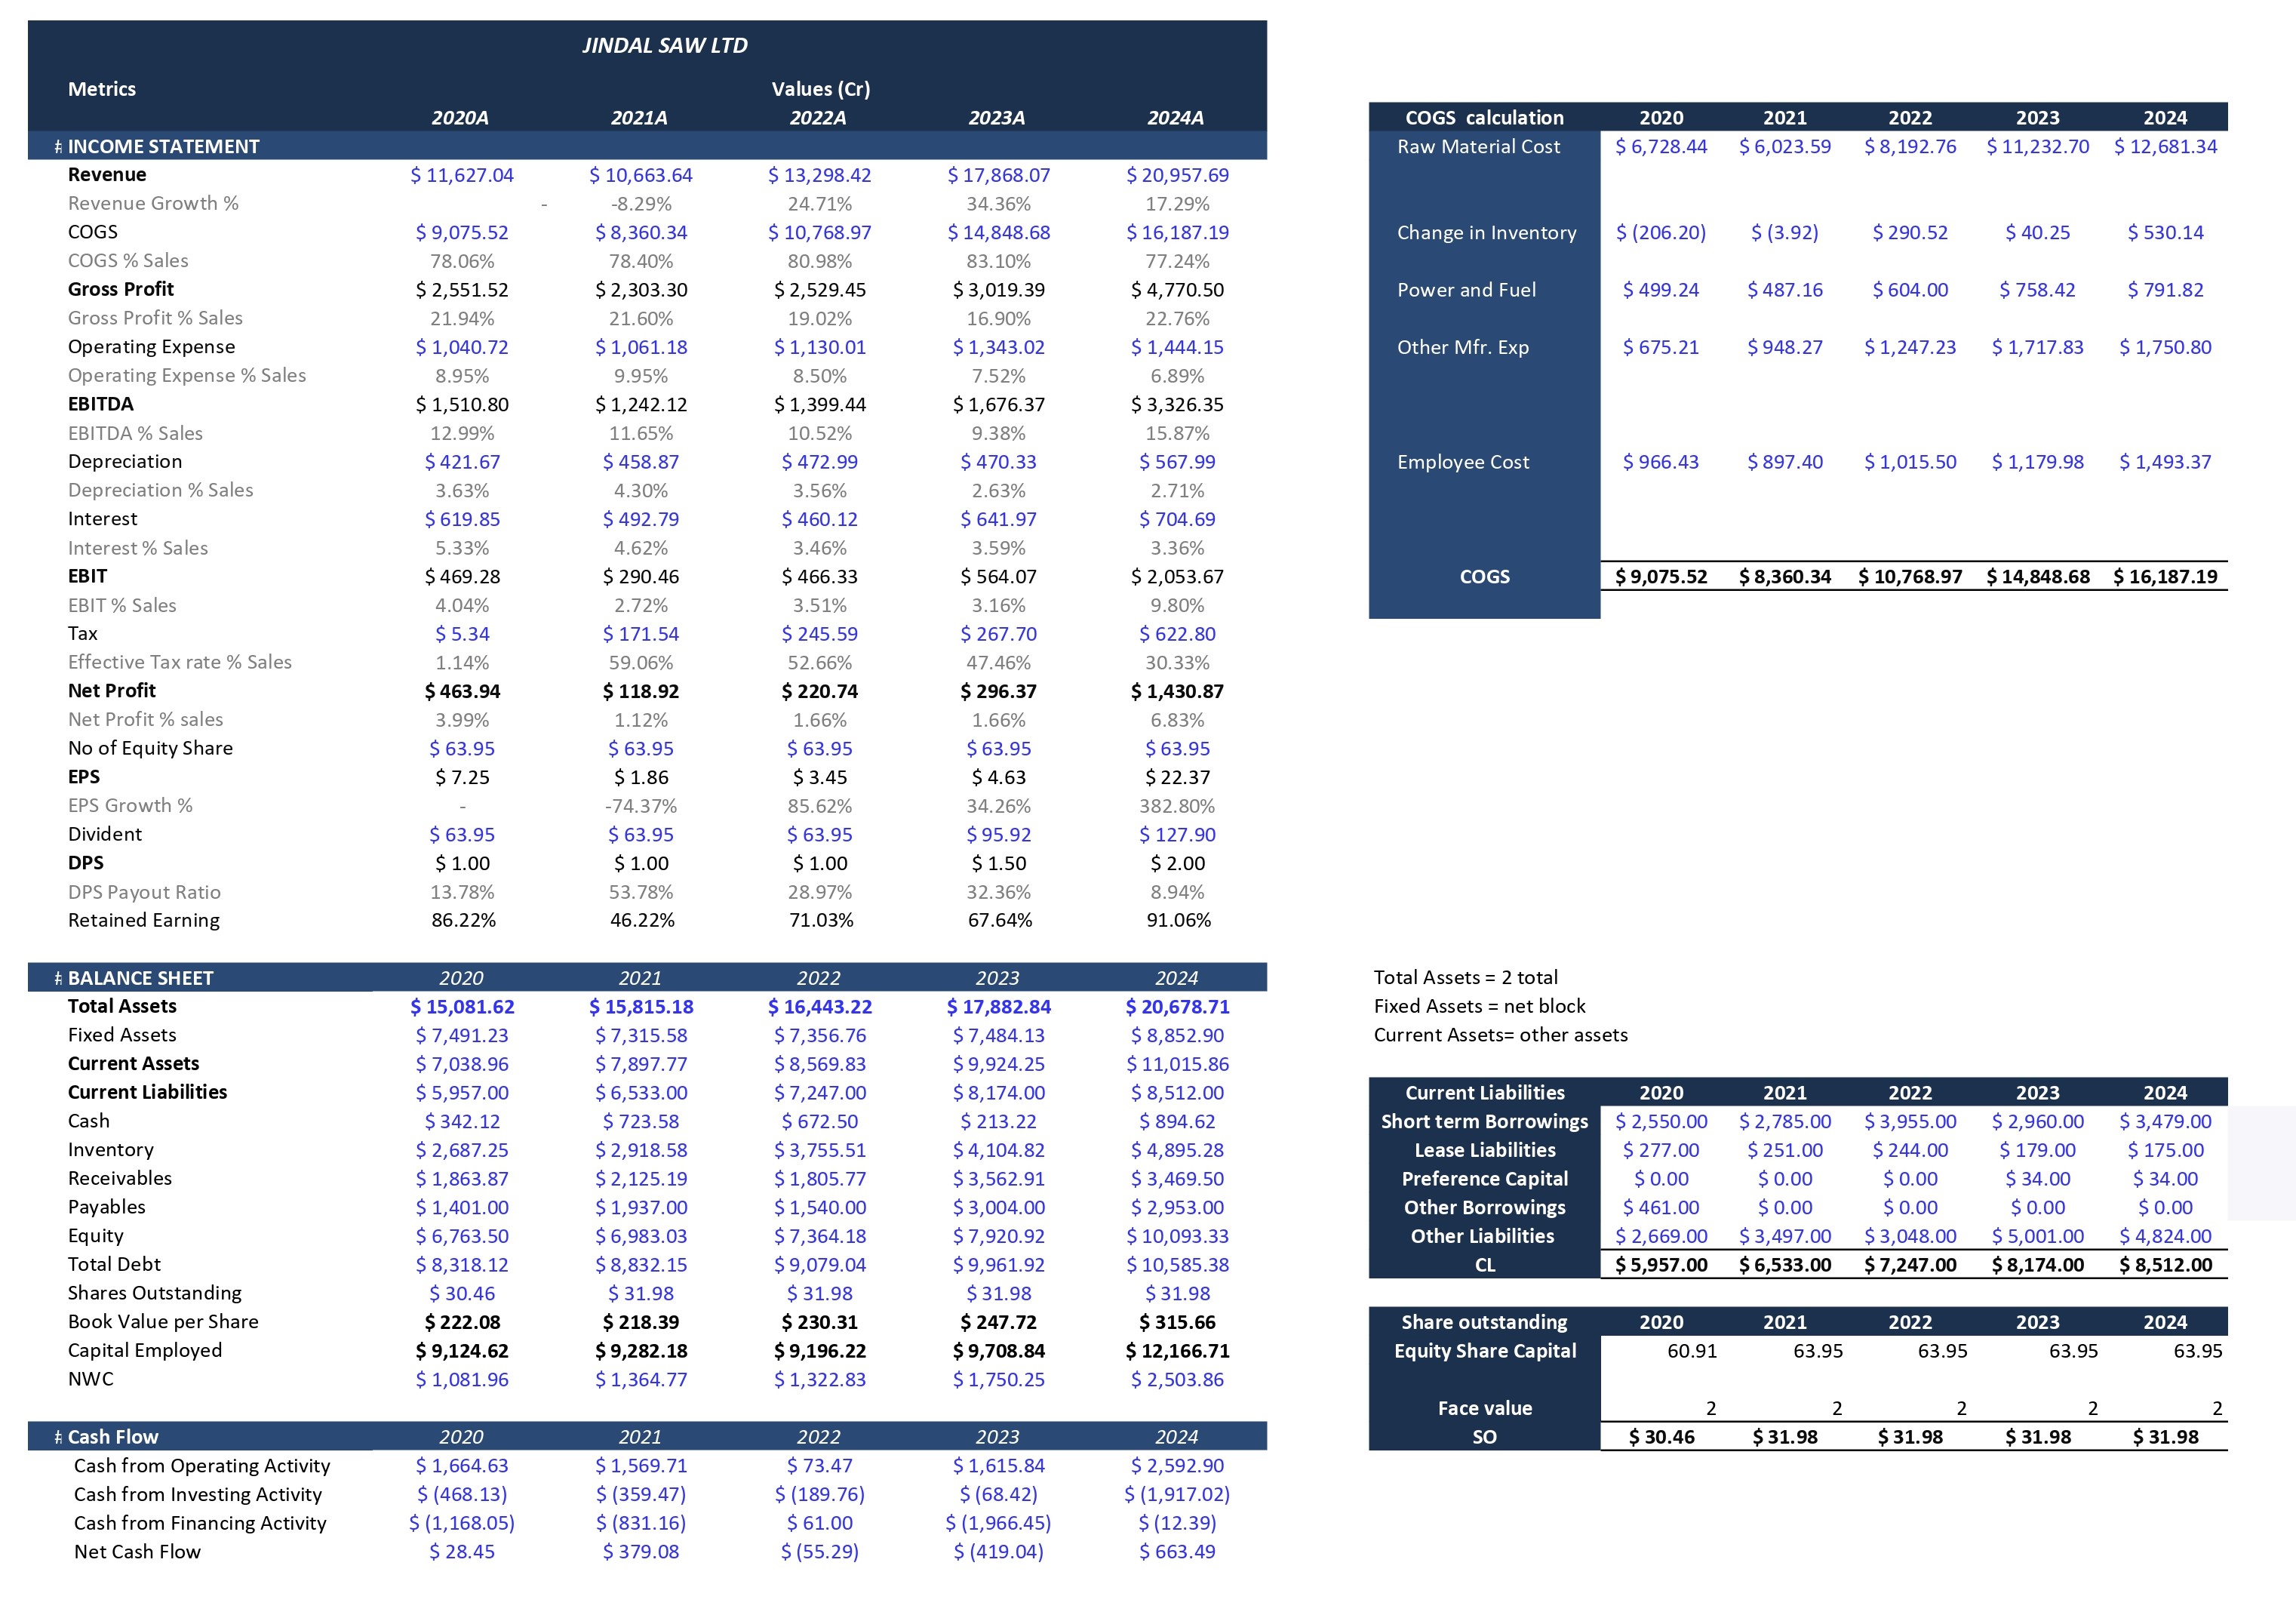 JINDAL SAW LTD
Metrics Values (Cr)
2020A 2021A 2022A 2023A 2024A
# INCOME STATEMENT
Revenue $ 11,627.04 $ 10,663.64 $ 13,298.42 $ 17,868.07 $ 20,957.69
Revenue Growth % - -8.29% 24.71% 34.36% 17.29%
COGS $ 9,075.52 $ 8,360.34 $ 10,768.97 $ 14,848.68 $ 16,187.19
COGS % Sales 78.06% 78.40% 80.98% 83.10% 77.24%
Gross Profit $ 2,551.52 $ 2,303.30 $ 2,529.45 $ 3,019.39 $ 4,770.50
Gross Profit % Sales 21.94% 21.60% 19.02% 16.90% 22.76%
Operating Expense $ 1,040.72 $ 1,061.18 $ 1,130.01 $ 1,343.02 $ 1,444.15
Operating Expense % Sales 8.95% 9.95% 8.50% 7.52% 6.89%
EBITDA $ 1,510.80 $ 1,242.12 $ 1,399.44 $ 1,676.37 $ 3,326.35
EBITDA % Sales 12.99% 11.65% 10.52% 9.38% 15.87%
Depreciation $ 421.67 $ 458.87 $ 472.99 $ 470.33 $ 567.99
Depreciation % Sales 3.63% 4.30% 3.56% 2.63% 2.71%
Interest $ 619.85 $ 492.79 $ 460.12 $ 641.97 $ 704.69
Interest % Sales 5.33% 4.62% 3.46% 3.59% 3.36%
EBIT $ 469.28 $ 290.46 $ 466.33 $ 564.07 $ 2,053.67
EBIT % Sales 4.04% 2.72% 3.51% 3.16% 9.80%
Tax $ 5.34 $ 171.54 $ 245.59 $ 267.70 $ 622.80
Effective Tax rate % Sales 1.14% 59.06% 52.66% 47.46% 30.33%
Net Profit $ 463.94 $ 118.92 $ 220.74 $ 296.37 $ 1,430.87
Net Profit % sales 3.99% 1.12% 1.66% 1.66% 6.83%
No of Equity Share $ 63.95 $ 63.95 $ 63.95 $ 63.95 $ 63.95
EPS $ 7.25 $ 1.86 $ 3.45 $ 4.63 $ 22.37
EPS Growth % - -74.37% 85.62% 34.26% 382.80%
Divident $ 63.95 $ 63.95 $ 63.95 $ 95.92 $ 127.90
DPS $ 1.00 $ 1.00 $ 1.00 $ 1.50 $ 2.00
DPS Payout Ratio 13.78% 53.78% 28.97% 32.36% 8.94%
Retained Earning 86.22% 46.22% 71.03% 67.64% 91.06%
# BALANCE SHEET 2020 2021 2022 2023 2024
Total Assets $ 15,081.62 $ 15,815.18 $ 16,443.22 $ 17,882.84 $ 20,678.71
Fixed Assets $ 7,491.23 $ 7,315.58 $ 7,356.76 $ 7,484.13 $ 8,852.90
Current Assets $ 7,038.96 $ 7,897.77 $ 8,569.83 $ 9,924.25 $ 11,015.86
Current Liabilities $ 5,957.00 $ 6,533.00 $ 7,247.00 $ 8,174.00 $ 8,512.00
Cash $ 342.12 $ 723.58 $ 672.50 $ 213.22 $ 894.62
Inventory $ 2,687.25 $ 2,918.58 $ 3,755.51 $ 4,104.82 $ 4,895.28
Receivables $ 1,863.87 $ 2,125.19 $ 1,805.77 $ 3,562.91 $ 3,469.50
Payables $ 1,401.00 $ 1,937.00 $ 1,540.00 $ 3,004.00 $ 2,953.00
Equity $ 6,763.50 $ 6,983.03 $ 7,364.18 $ 7,920.92 $ 10,093.33
Total Debt $ 8,318.12 $ 8,832.15 $ 9,079.04 $ 9,961.92 $ 10,585.38
Shares Outstanding $ 30.46 $ 31.98 $ 31.98 $ 31.98 $ 31.98
Book Value per Share $ 222.08 $ 218.39 $ 230.31 $ 247.72 $ 315.66
Capital Employed $ 9,124.62 $ 9,282.18 $ 9,196.22 $ 9,708.84 $ 12,166.71
NWC $ 1,081.96 $ 1,364.77 $ 1,322.83 $ 1,750.25 $ 2,503.86
# Cash Flow 2020 2021 2022 2023 2024
Cash from Operating Activity $ 1,664.63 $ 1,569.71 $ 73.47 $ 1,615.84 $ 2,592.90
Cash from Investing Activity $ (468.13) $ (359.47) $ (189.76) $ (68.42) $ (1,917.02)
Cash from Financing Activity $ (1,168.05) $ (831.16) $ 61.00 $ (1,966.45) $ (12.39)
Net Cash Flow $ 28.45 $ 379.08 $ (55.29) $ (419.04) $ 663.49
COGS calculation 2020 2021 2022 2023 2024
Raw Material Cost $ 6,728.44 $ 6,023.59 $ 8,192.76 $ 11,232.70 $ 12,681.34
Change in Inventory $ (206.20) $ (3.92) $ 290.52 $ 40.25 $ 530.14
Power and Fuel $ 499.24 $ 487.16 $ 604.00 $ 758.42 $ 791.82
Other Mfr. Exp $ 675.21 $ 948.27 $ 1,247.23 $ 1,717.83 $ 1,750.80
Employee Cost $ 966.43 $ 897.40 $ 1,015.50 $ 1,179.98 $ 1,493.37
COGS $ 9,075.52 $ 8,360.34 $ 10,768.97 $ 14,848.68 $ 16,187.19
Total Assets = 2 total
Fixed Assets = net block
Current Assets= other assets
Current Liabilities 2020 2021 2022 2023 2024
Short term Borrowings $ 2,550.00 $ 2,785.00 $ 3,955.00 $ 2,960.00 $ 3,479.00
Lease Liabilities $ 277.00 $ 251.00 $ 244.00 $ 179.00 $ 175.00
Preference Capital $ 0.00 $ 0.00 $ 0.00 $ 34.00 $ 34.00
Other Borrowings $ 461.00 $ 0.00 $ 0.00 $ 0.00 $ 0.00
Other Liabilities $ 2,669.00 $ 3,497.00 $ 3,048.00 $ 5,001.00 $ 4,824.00
CL $ 5,957.00 $ 6,533.00 $ 7,247.00 $ 8,174.00 $ 8,512.00
Share outstanding 2020 2021 2022 2023 2024
Equity Share Capital 60.91 63.95 63.95 63.95 63.95
Face value 2 2 2 2 2
SO $ 30.46 $ 31.98 $ 31.98 $ 31.98 $ 31.98